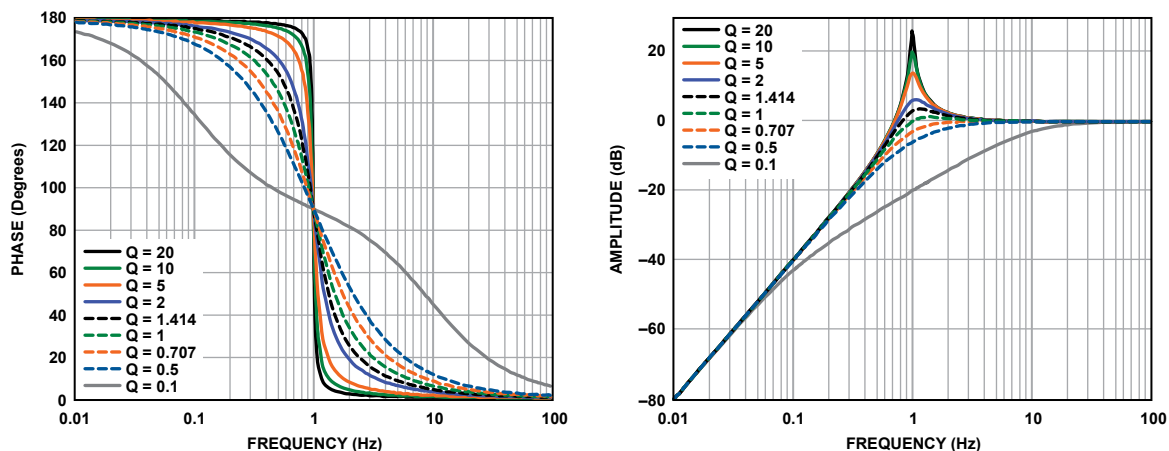 180
160
140
120
100
80
60
40
20
0
PHASE (Degrees)
Q = 20
Q = 10
Q = 5
Q = 2
Q = 1.414
Q = 1
Q = 0.707
Q = 0.5
Q = 0.1
0.01 0.1 1 10 100
FREQUENCY (Hz)
20
0
–20
–40
–60
–80
AMPLITUDE (dB)
Q = 20
Q = 10
Q = 5
Q = 2
Q = 1.414
Q = 1
Q = 0.707
Q = 0.5
Q = 0.1
0.01 0.1 1 10 100
FREQUENCY (Hz)